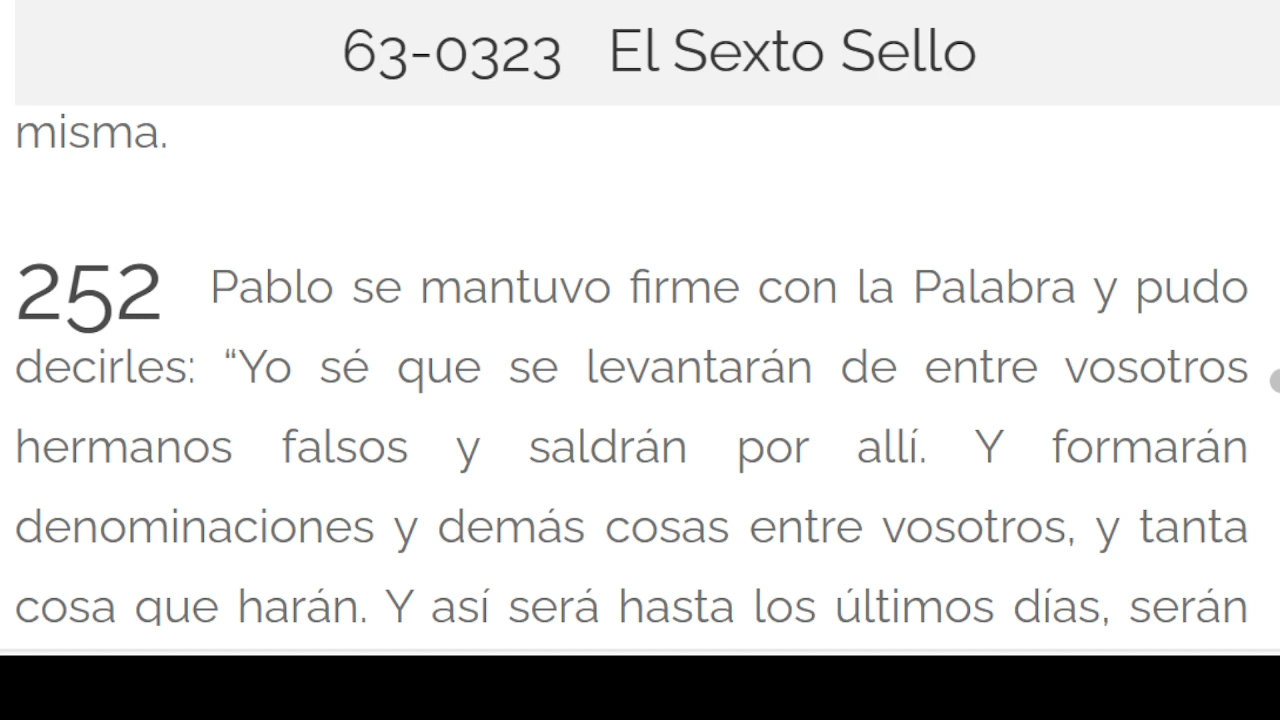 63-0323 El Sexto Sello
misma.
252 Pablo se mantuvo firme con la Palabra y pudo
decirles: “Yo sé que se levantarán de entre vosotros
hermanos falsos y saldrán por allí. Y formarán
denominaciones y demás cosas entre vosotros, y tanta
cosa que harán. Y así será hasta los últimos días, serán